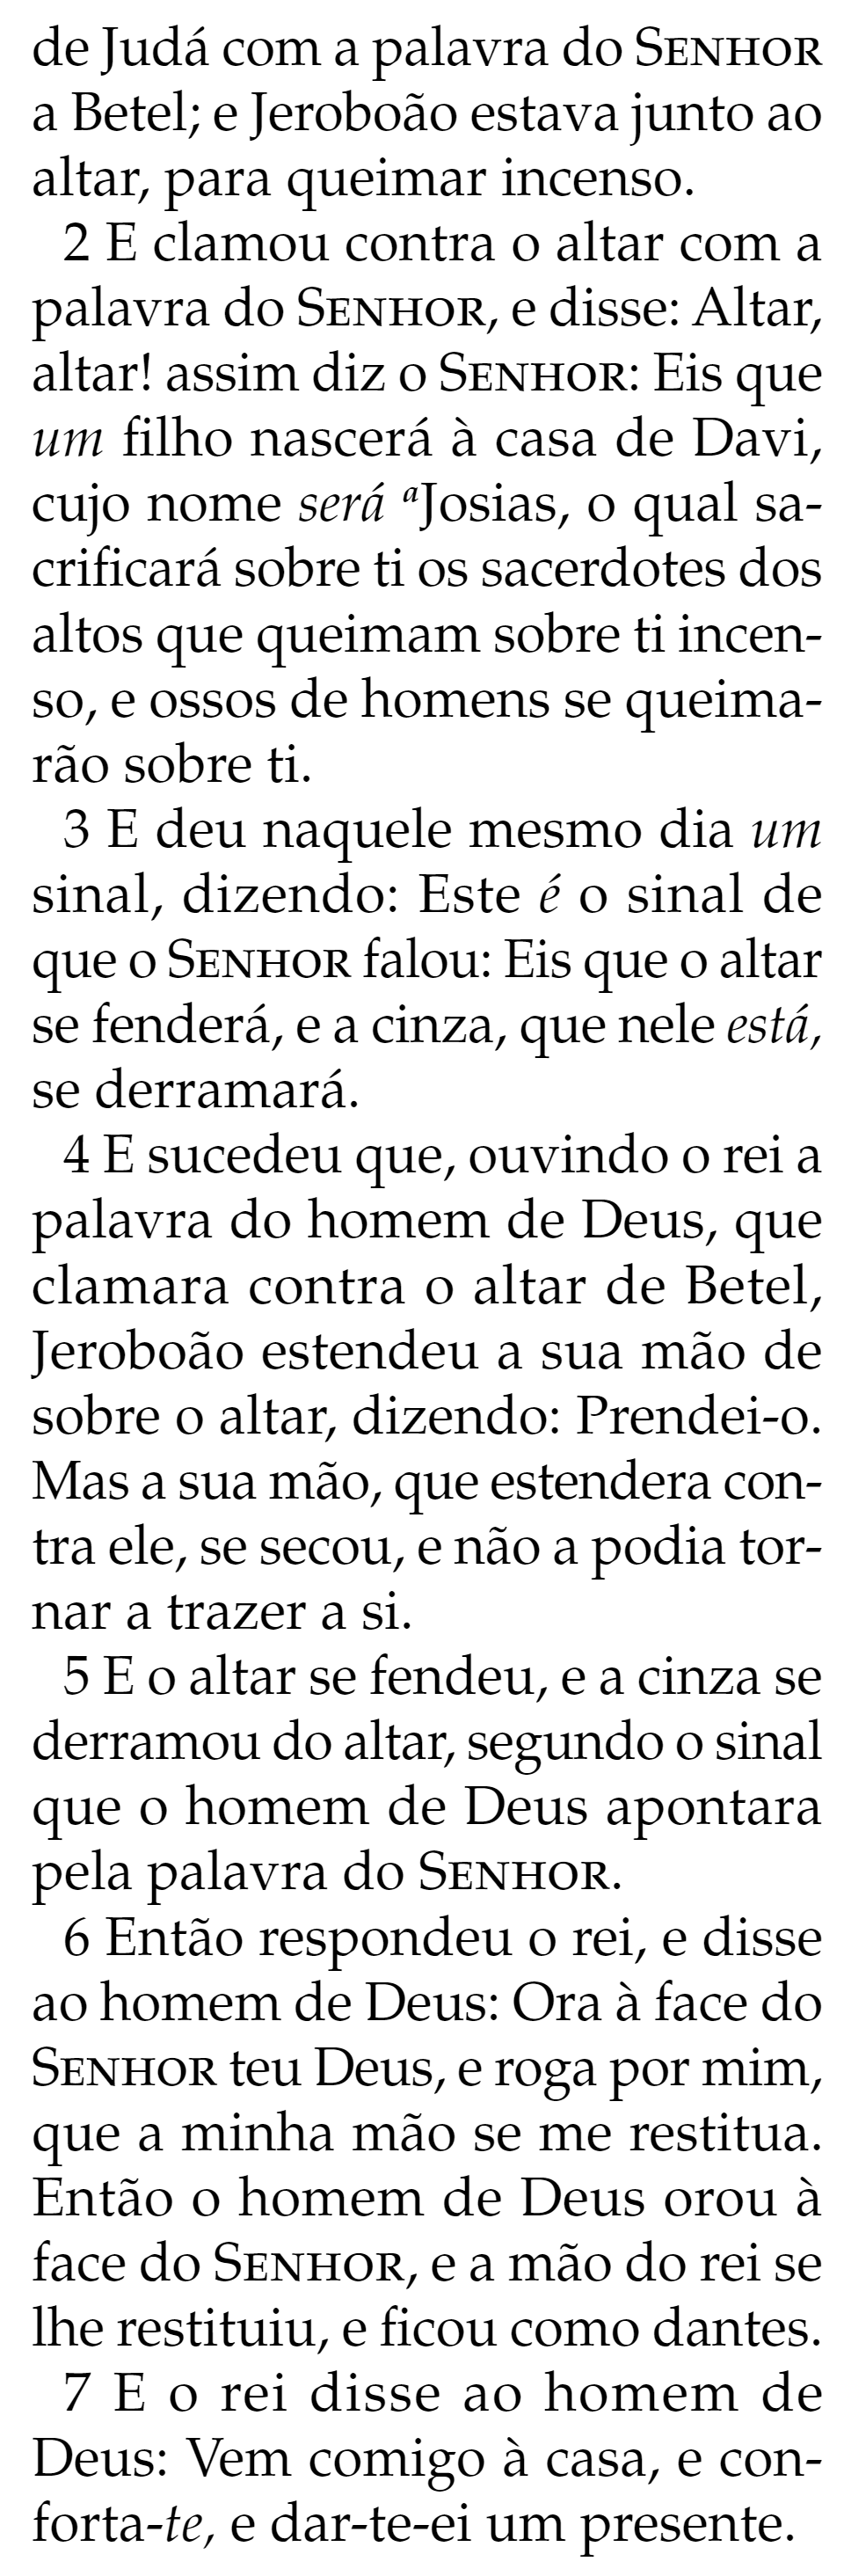 de Judá com a palavra do SENHOR
a Betel; e Jeroboão estava junto ao
altar, para queimar incenso.
2 E clamou contra o altar com a
palavra do SENHOR, e disse: Altar,
altar! assim diz o SENHOR: Eis que
um filho nascerá à casa de Davi,
cujo nome será ᵃJosias, o qual sa-
crificará sobre ti os sacerdotes dos
altos que queimam sobre ti incen-
so, e ossos de homens se queima-
rão sobre ti.
3 E deu naquele mesmo dia um
sinal, dizendo: Este é o sinal de
que o SENHOR falou: Eis que o altar
se fenderá, e a cinza, que nele está,
se derramará.
4 E sucedeu que, ouvindo o rei a
palavra do homem de Deus, que
clamara contra o altar de Betel,
Jeroboão estendeu a sua mão de
sobre o altar, dizendo: Prendei-o.
Mas a sua mão, que estendera con-
tra ele, se secou, e não a podia tor-
nar a trazer a si.
5 E o altar se fendeu, e a cinza se
derramou do altar, segundo o sinal
que o homem de Deus apontara
pela palavra do SENHOR.
6 Então respondeu o rei, e disse
ao homem de Deus: Ora à face do
SENHOR teu Deus, e roga por mim,
que a minha mão se me restitua.
Então o homem de Deus orou à
face do SENHOR, e a mão do rei se
lhe restituiu, e ficou como dantes.
7 E o rei disse ao homem de
Deus: Vem comigo à casa, e con-
forta-te, e dar-te-ei um presente.